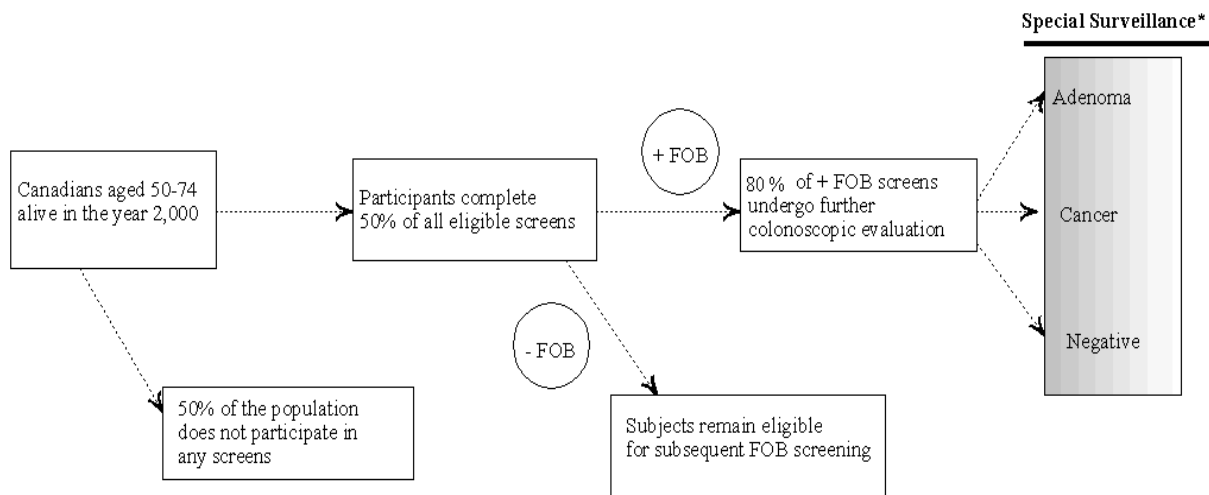 Special Surveillance*
Adenoma
+ FOB
Canadians aged 50-74
alive in the year 2,000
Participants complete
50% of all eligible screens
80% of + FOB screens
undergo further
colonoscopic evaluation
Cancer
- FOB
Negative
50% of the population
does not participate in
any screens
Subjects remain eligible
for subsequent FOB screening